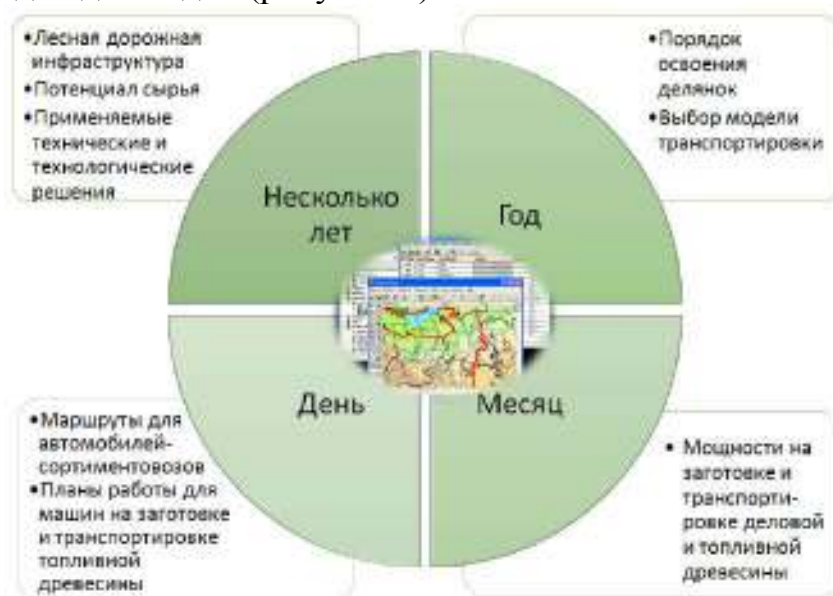 •Лесная дорожная
инфраструктура
•Потенциал сырья
•Применяемые
технические и
технологические
решения
•Порядок
освоения
делянок
•Выбор модели
транспортировки
Несколько
лет
Год
День
Месяц
•Маршруты для
автомобилей-
сортиментовозов
•Планы работы для
машин на заготовке
и транспортировке
топливной
древесины
• Мощности на
заготовке и
транспорти-
ровке деловой
и топливной
древесины